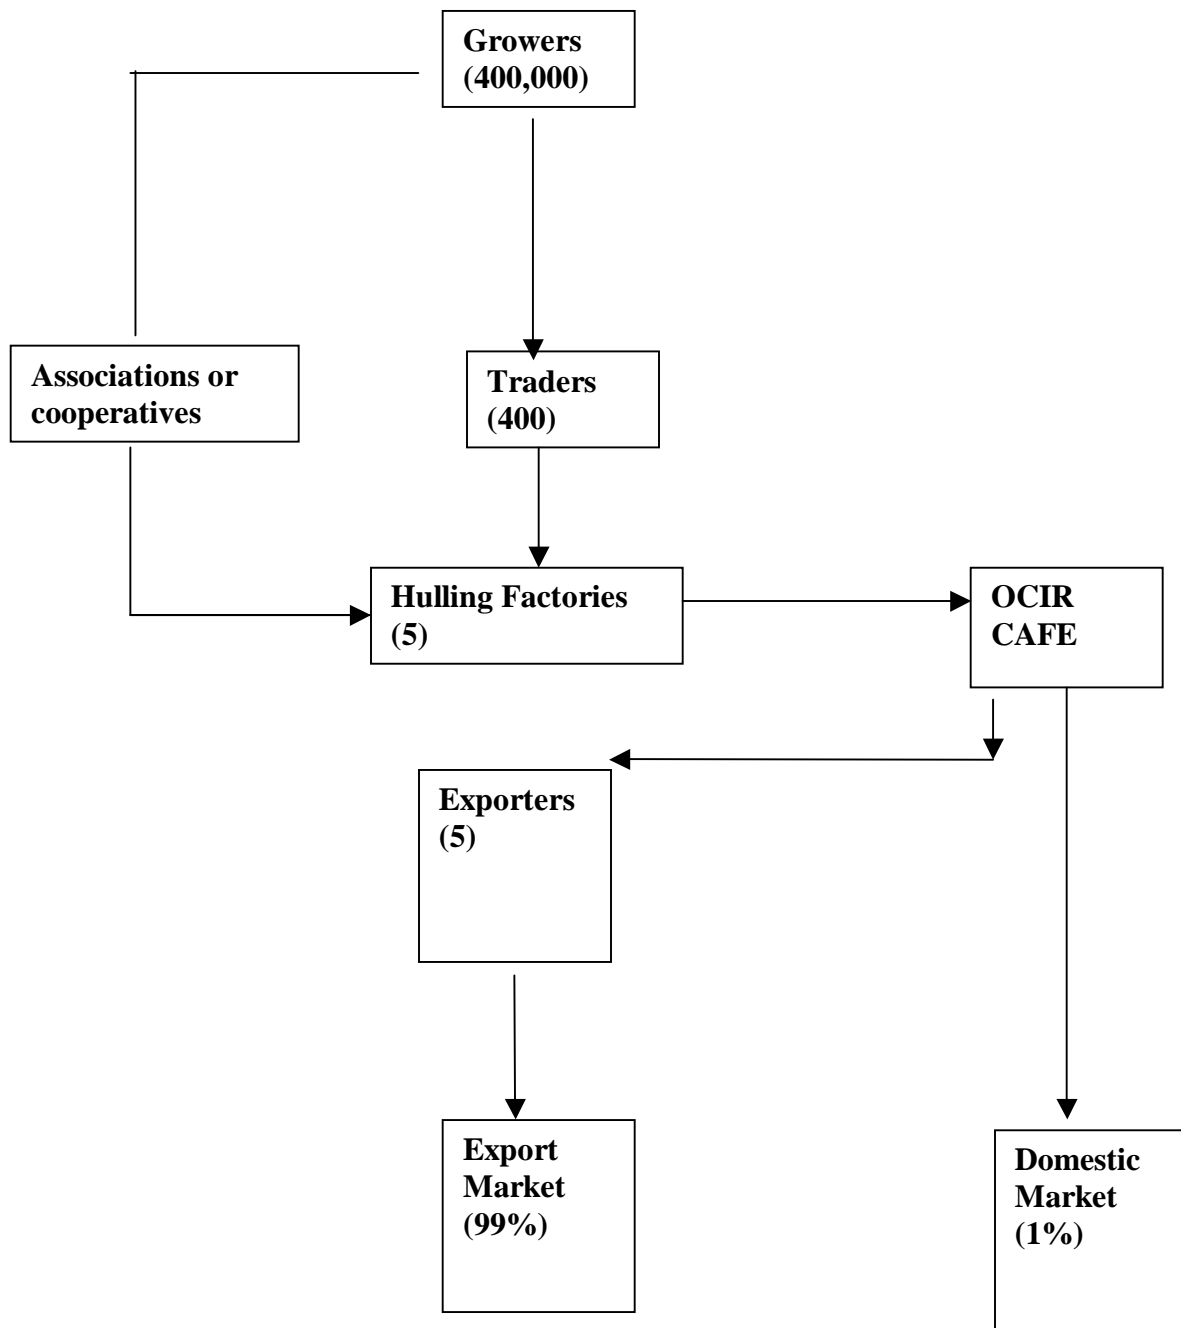 Growers
(400,000)
Associations or
cooperatives
Traders
(400)
Hulling Factories
(5)
OCIR
CAFE
Exporters
(5)
Export
Market
(99%)
Domestic
Market
(1%)